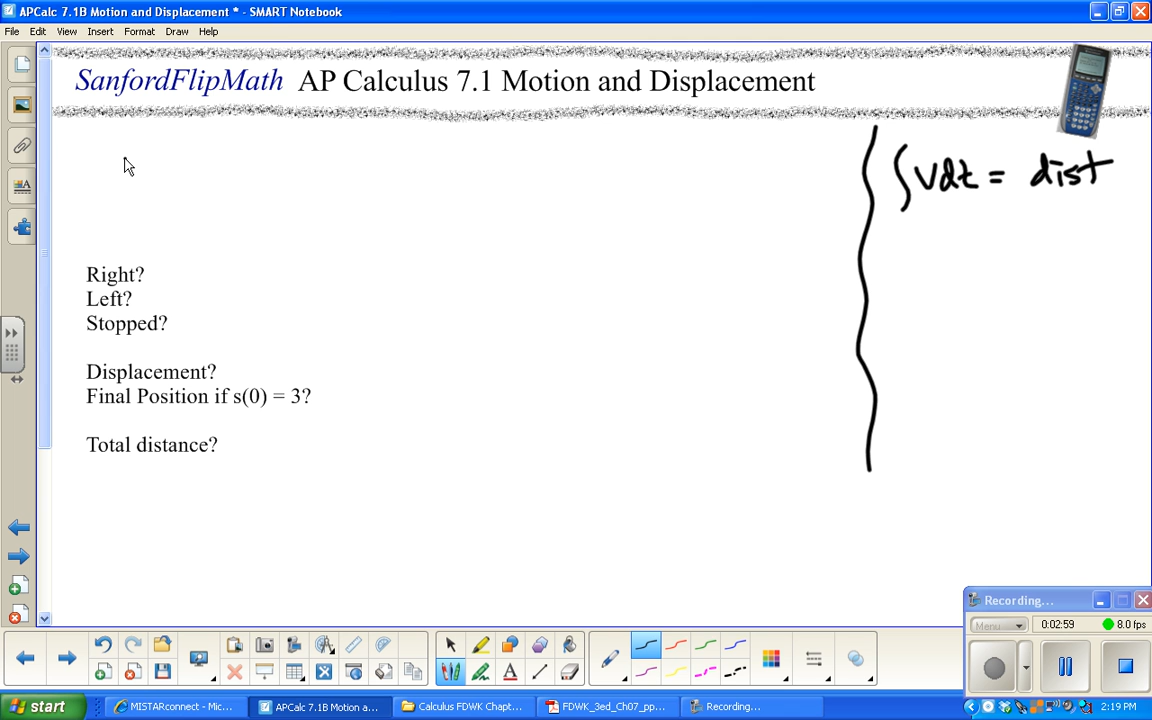 APCalc 7.1B Motion and Displacement * - SMART Notebook
File Edit View Insert Format Draw Help
SanfordFlipMath AP Calculus 7.1 Motion and Displacement
∫vdt = dist
Right?
Left?
Stopped?
Displacement?
Final Position if s(0) = 3?
Total distance?
Recording...
Menu
0:02:59
8.0 fps
start
MISTARconnect - Mic...
APCalc 7.1B Motion a...
Calculus FDWK Chapt...
FDWK_3ed_Ch07_pp...
Recording...
2:19 PM